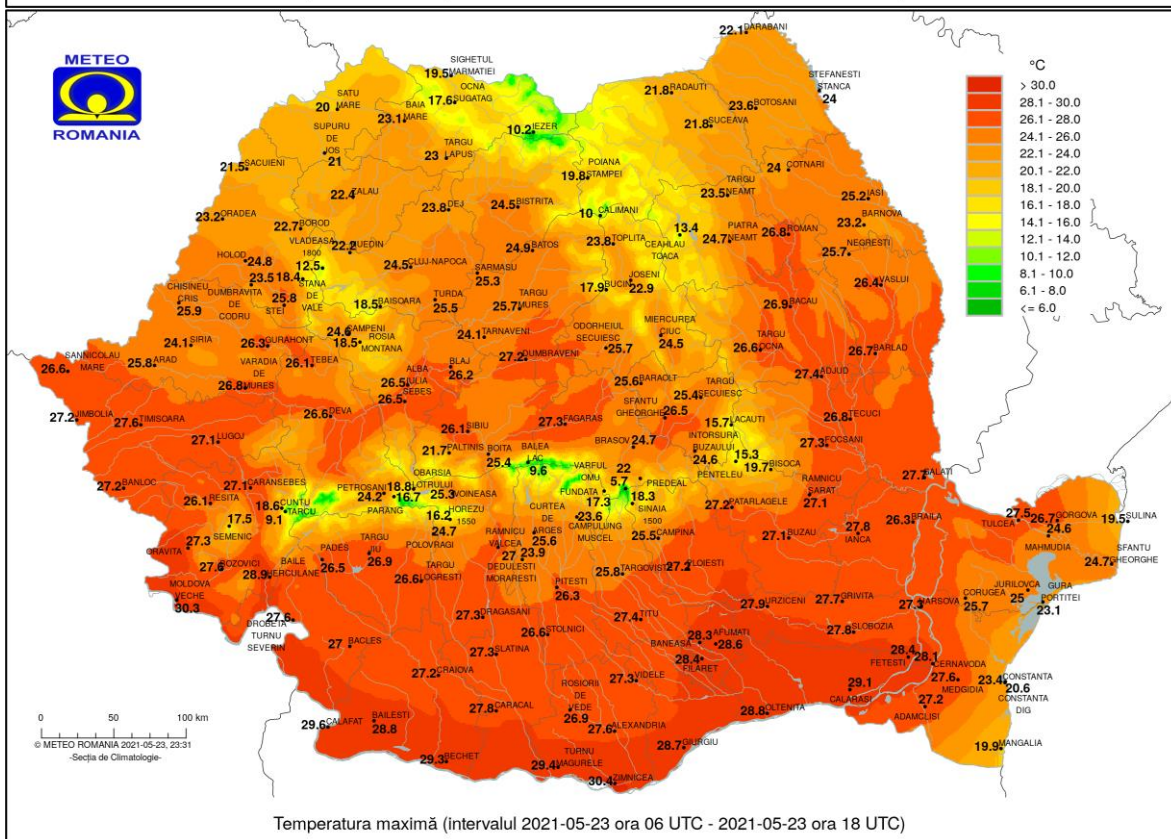 METEO
ROMANIA
°C
> 30.0
28.1 - 30.0
26.1 - 28.0
24.1 - 26.0
22.1 - 24.0
20.1 - 22.0
18.1 - 20.0
16.1 - 18.0
14.1 - 16.0
12.1 - 14.0
10.1 - 12.0
8.1 - 10.0
6.1 - 8.0
<= 6.0
22.1 DARABANI
19.5 SIGHETUL
MARMATIEI
OCNA
17.6 SUGATAG
21.8 RADAUTI
STEFANESTI
STANCA
24
SATU
20 MARE
BAIA
23.1 MARE
23.6 BOTOSANI
21.8 SUCEAVA
10.2 IEZER
SUPURU
DE
JOS
21
TARGU
23 LAPUS
21.5 SACUIENI
POIANA
19.8 STAMPEI
24 COTNARI
22.4 ZALAU
TARGU
23.5 NEAMT
25.2 IASI
23.2 ORADEA
23.8 DEJ
24.5 BISTRITA
10 CALIMANI
BARNOVA
23.2
22.7 BOROD
13.4
CEAHLAU
TOACA
PIATRA
24.7 NEAMT
26.8 ROMAN
VLADEASA
1800
12.5
22.2 HUEDIN
24.9 BATOS
23.8 TOPLITA
NEGRESTI
25.7
HOLOD
24.8
23.5
DUMBRAVITA
DE
CODRU
18.4
STANA
DE
VALE
24.5 CLUJ-NAPOCA
SARMASU
25.3
JOSENI
22.9
17.9 BUCIN
26.4 VASLUI
CHISINEU
CRIS
25.9
25.8
STEI
18.5 BAISOARA
TURDA
25.5
TARGU
25.7 MURES
26.9 BACAU
24.6 CAMPENI
ROSIA
18.5 MONTANA
24.1 TARNAVENI
ODORHEIUL
SECUIESC
25.7
MIERCUREA
CIUC
24.5
TARGU
26.6 OCNA
26.7 BARLAD
24.1 SIRIA
26.3 GURAHONT
SANNICOLAU
26.6 MARE
25.8 ARAD
VARADIA
DE
26.8 MURES
26.1 TEBEA
BLAJ
26.2
27.2 DUMBRAVENI
27.4 ADJUD
ALBA
26.5 IULIA
SEBES
26.5
25.6 BARAOLT
TARGU
25.4 SECUIESC
27.2 JIMBOLIA
27.6 TIMISOARA
26.6 DEVA
SFANTU
GHEORGHE
26.5
15.7 LACAUTI
26.8 TECUCI
27.1 LUGOJ
26.1 SIBIU
27.3 FAGARAS
BRASOV
24.7
INTORSURA
BUZAULUI
24.6
15.3
PENTELEU
27.3 FOCSANI
21.7 PALTINIS
BOITA
25.4
BALEA
LAC
9.6
19.7 BISOCA
27.2 GALATI
27.2 BANLOC
27.1 CARANSEBES
26.1 RESITA
PETROSANI
24.2
OBARSIA
18.8 LOTRULUI
16.7
PARANG
25.3 VOINEASA
VARFUL
OMU
5.7
22
PREDEAL
FUNDATA
17.3
18.3
SINAIA
1500
RAMNICU
SARAT
27.1
27.2 PATARLAGELE
18.6 CUNTU
TARCU
9.1
17.5
SEMENIC
16.2 HOREZU
1550
24.7
POLOVRAGI
CURTEA
DE
ARGES
25.6
23.6
CAMPULUNG
MUSCEL
RAMNICU
VALCEA
27
23.9
DEDULESTI
MORARESTI
25.5 CAMPINA
27.1 BUZAU
27.8
IANCA
26.3 BRAILA
27.5
TULCEA
26.7 GORGOVA
24.6
MAHMUDIA
19.5 SULINA
SFANTU
24.7 GHEORGHE
27.3
ORAVITA
27.6 BOZOVICI
BAILE
28.9 HERCULANE
PADES
26.5
TARGU
JIU
26.9
TARGU
26.6 LOGRESTI
PITESTI
26.3
25.8 TARGOVISTE
27.2 PLOIESTI
MOLDOVA
VECHE
30.3
27.9 URZICENI
27.7 GRIVITA
27.3 HARSOVA
CORUGEA
25.7
JURILOVCA
25
GURA
PORTITEI
23.1
27.6
DROBETA
TURNU
SEVERIN
27.3 DRAGASANI
26.6 STOLNICI
27.4 TITU
27.8 SLOBOZIA
27 BACLES
27.3 SLATINA
BANEASA
28.3 AFUMATI
28.6
28.4
FILARET
28.4
FETESTI
28.1
CERNAVODA
27.6
MEDGIDIA
23.4 CONSTANTA
20.6
CONSTANTA
DIG
27.2 CRAIOVA
27.3 VIDELE
29.1
CALARASI
27.2
ADAMCLISI
27.8 CARACAL
ROSIORII
DE
VEDE
26.9
27.6 ALEXANDRIA
28.8 OLTENITA
29.6 CALAFAT
BAILESTI
28.8
28.7 GIURGIU
19.9 MANGALIA
29.3 BECHET
TURNU
29.4 MAGURELE
30.4 ZIMNICEA
0 50 100 km
© METEO ROMANIA 2021-05-23, 23:31
-Secția de Climatologie-
Temperatura maximă (intervalul 2021-05-23 ora 06 UTC - 2021-05-23 ora 18 UTC)